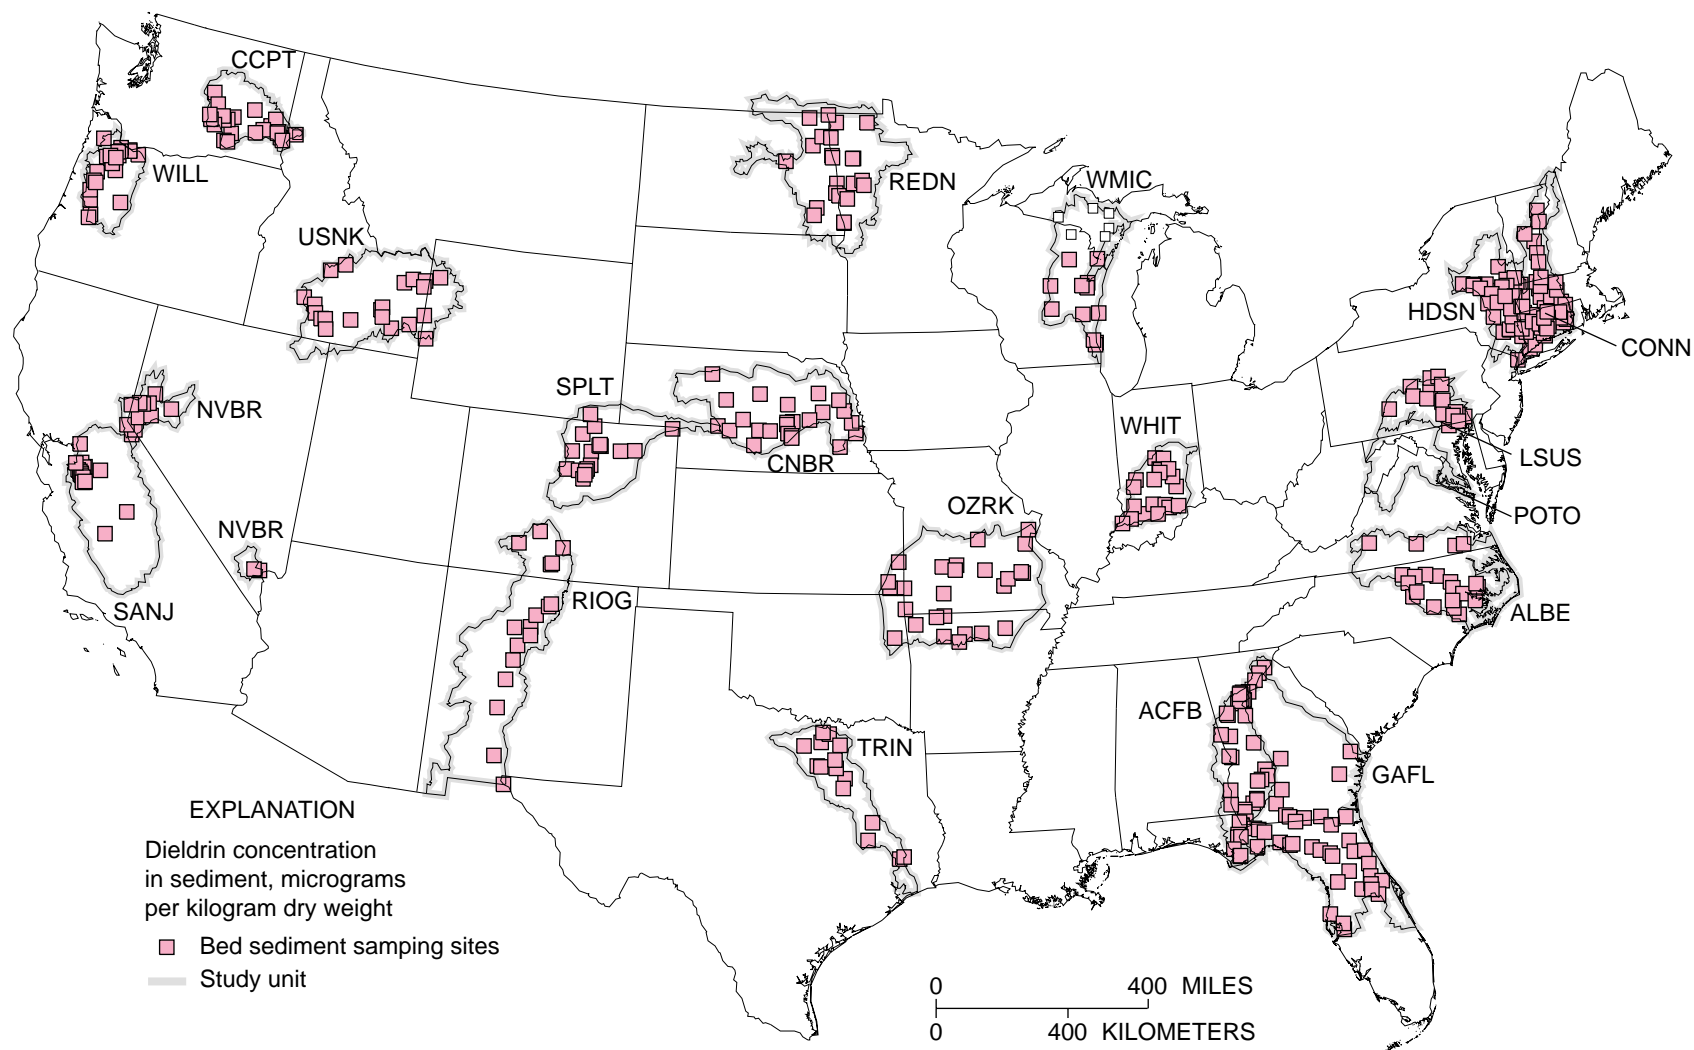 CCPT
WILL
USNK
REDN
WMIC
HDSN
CONN
NVBR
SPLT
CNBR
WHIT
LSUS
POTO
OZRK
NVBR
SANJ
RIOG
ALBE
ACFB
TRIN
GAFL
EXPLANATION
Dieldrin concentration
in sediment, micrograms
per kilogram dry weight
Bed sediment samping sites
Study unit
0 400 MILES
0 400 KILOMETERS